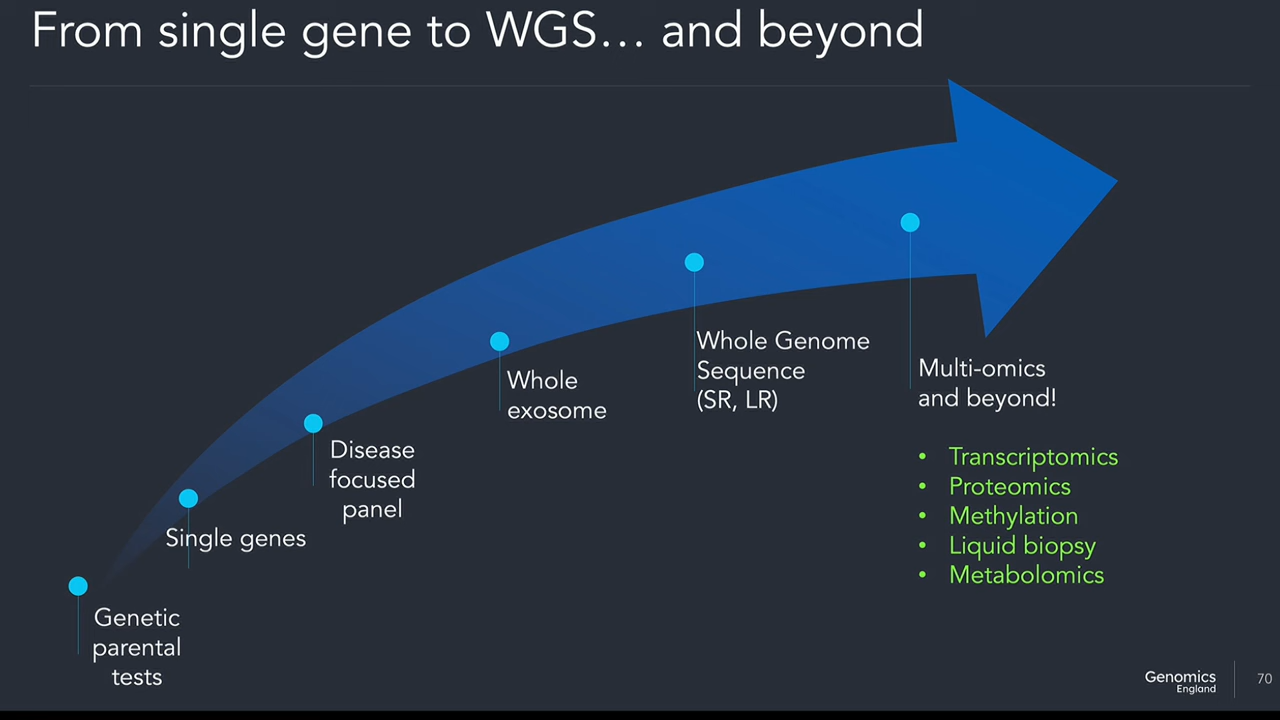 From single gene to WGS… and beyond
Genetic
parental
tests
Single genes
Disease
focused
panel
Whole
exosome
Whole Genome
Sequence
(SR, LR)
Multi-omics
and beyond!
• Transcriptomics
• Proteomics
• Methylation
• Liquid biopsy
• Metabolomics
Genomics
England
70